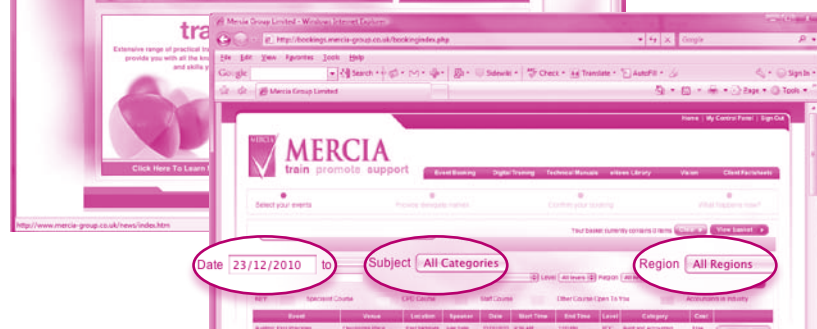 tra
Extensive range of practical
provide you with all the
and skills
Click Here To Learn
http://www.mercia-group.co.uk/news/index.htm
Mercia Group Limited - Windows Internet Explorer
http://bookings.mercia-group.co.uk/bookingindex.php
Google
File Edit View Favorites Tools Help
Google Search Sidewiki Check Translate AutoFill Sign In
Mercia Group Limited Page Tools
Home | My Control Panel | Sign Out
MERCIA
MERCIA
train promote support
Event Booking Digital Training Technical Manuals eNews Library Vision Client Factsheets
Select your events Provide delegate names Confirm your booking What happens now?
Your basket currently contains 0 items Clear View basket
Date 23/12/2010 to Subject All Categories Region All Regions
Level All levels Region
KEY Specialist Course CPD Course Staff Course Other Course Open To You Accountants in Industry
Event Venue Location Speaker Date Start Time End Time Level Category Cost